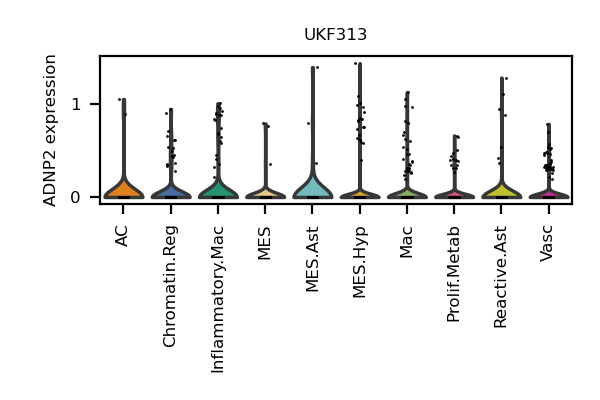 UKF313
ADNP2 expression
1
0
AC
Chromatin.Reg
Inflammatory.Mac
MES
MES.Ast
MES.Hyp
Mac
Prolif.Metab
Reactive.Ast
Vasc